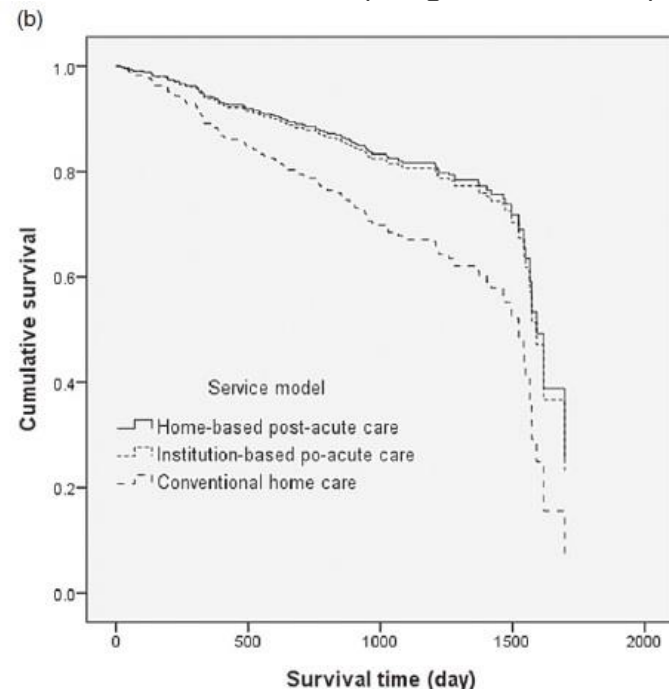 (b)
1.0
0.8
0.6
0.4
0.2
0.0
Cumulative survival
Service model
Home-based post-acute care
Institution-based po-acute care
Conventional home care
0 500 1000 1500 2000
Survival time (day)